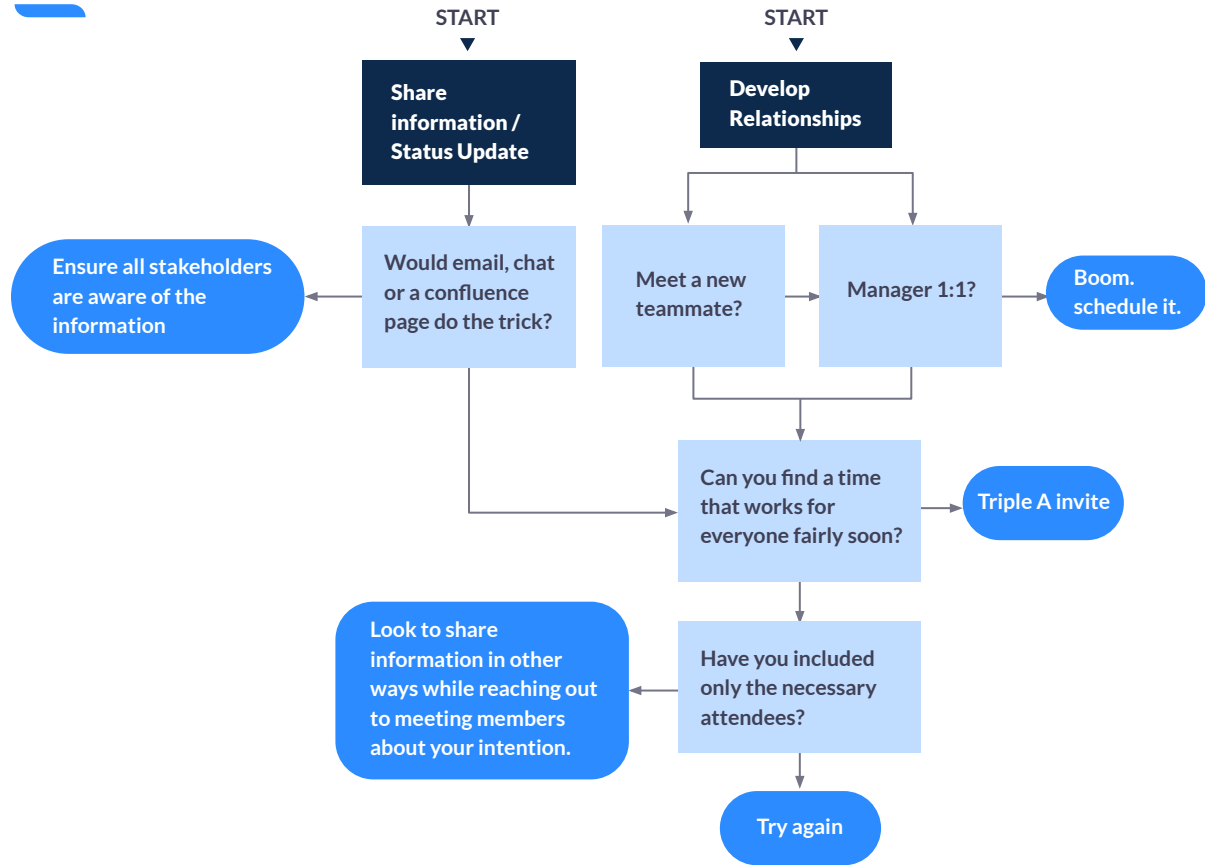 START
START
Share
information /
Status Update
Develop
Relationships
Ensure all stakeholders
are aware of the
information
Would email, chat
or a confluence
page do the trick?
Meet a new
teammate?
Manager 1:1?
Boom.
schedule it.
Can you find a time
that works for
everyone fairly soon?
Triple A invite
Look to share
information in other
ways while reaching out
to meeting members
about your intention.
Have you included
only the necessary
attendees?
Try again